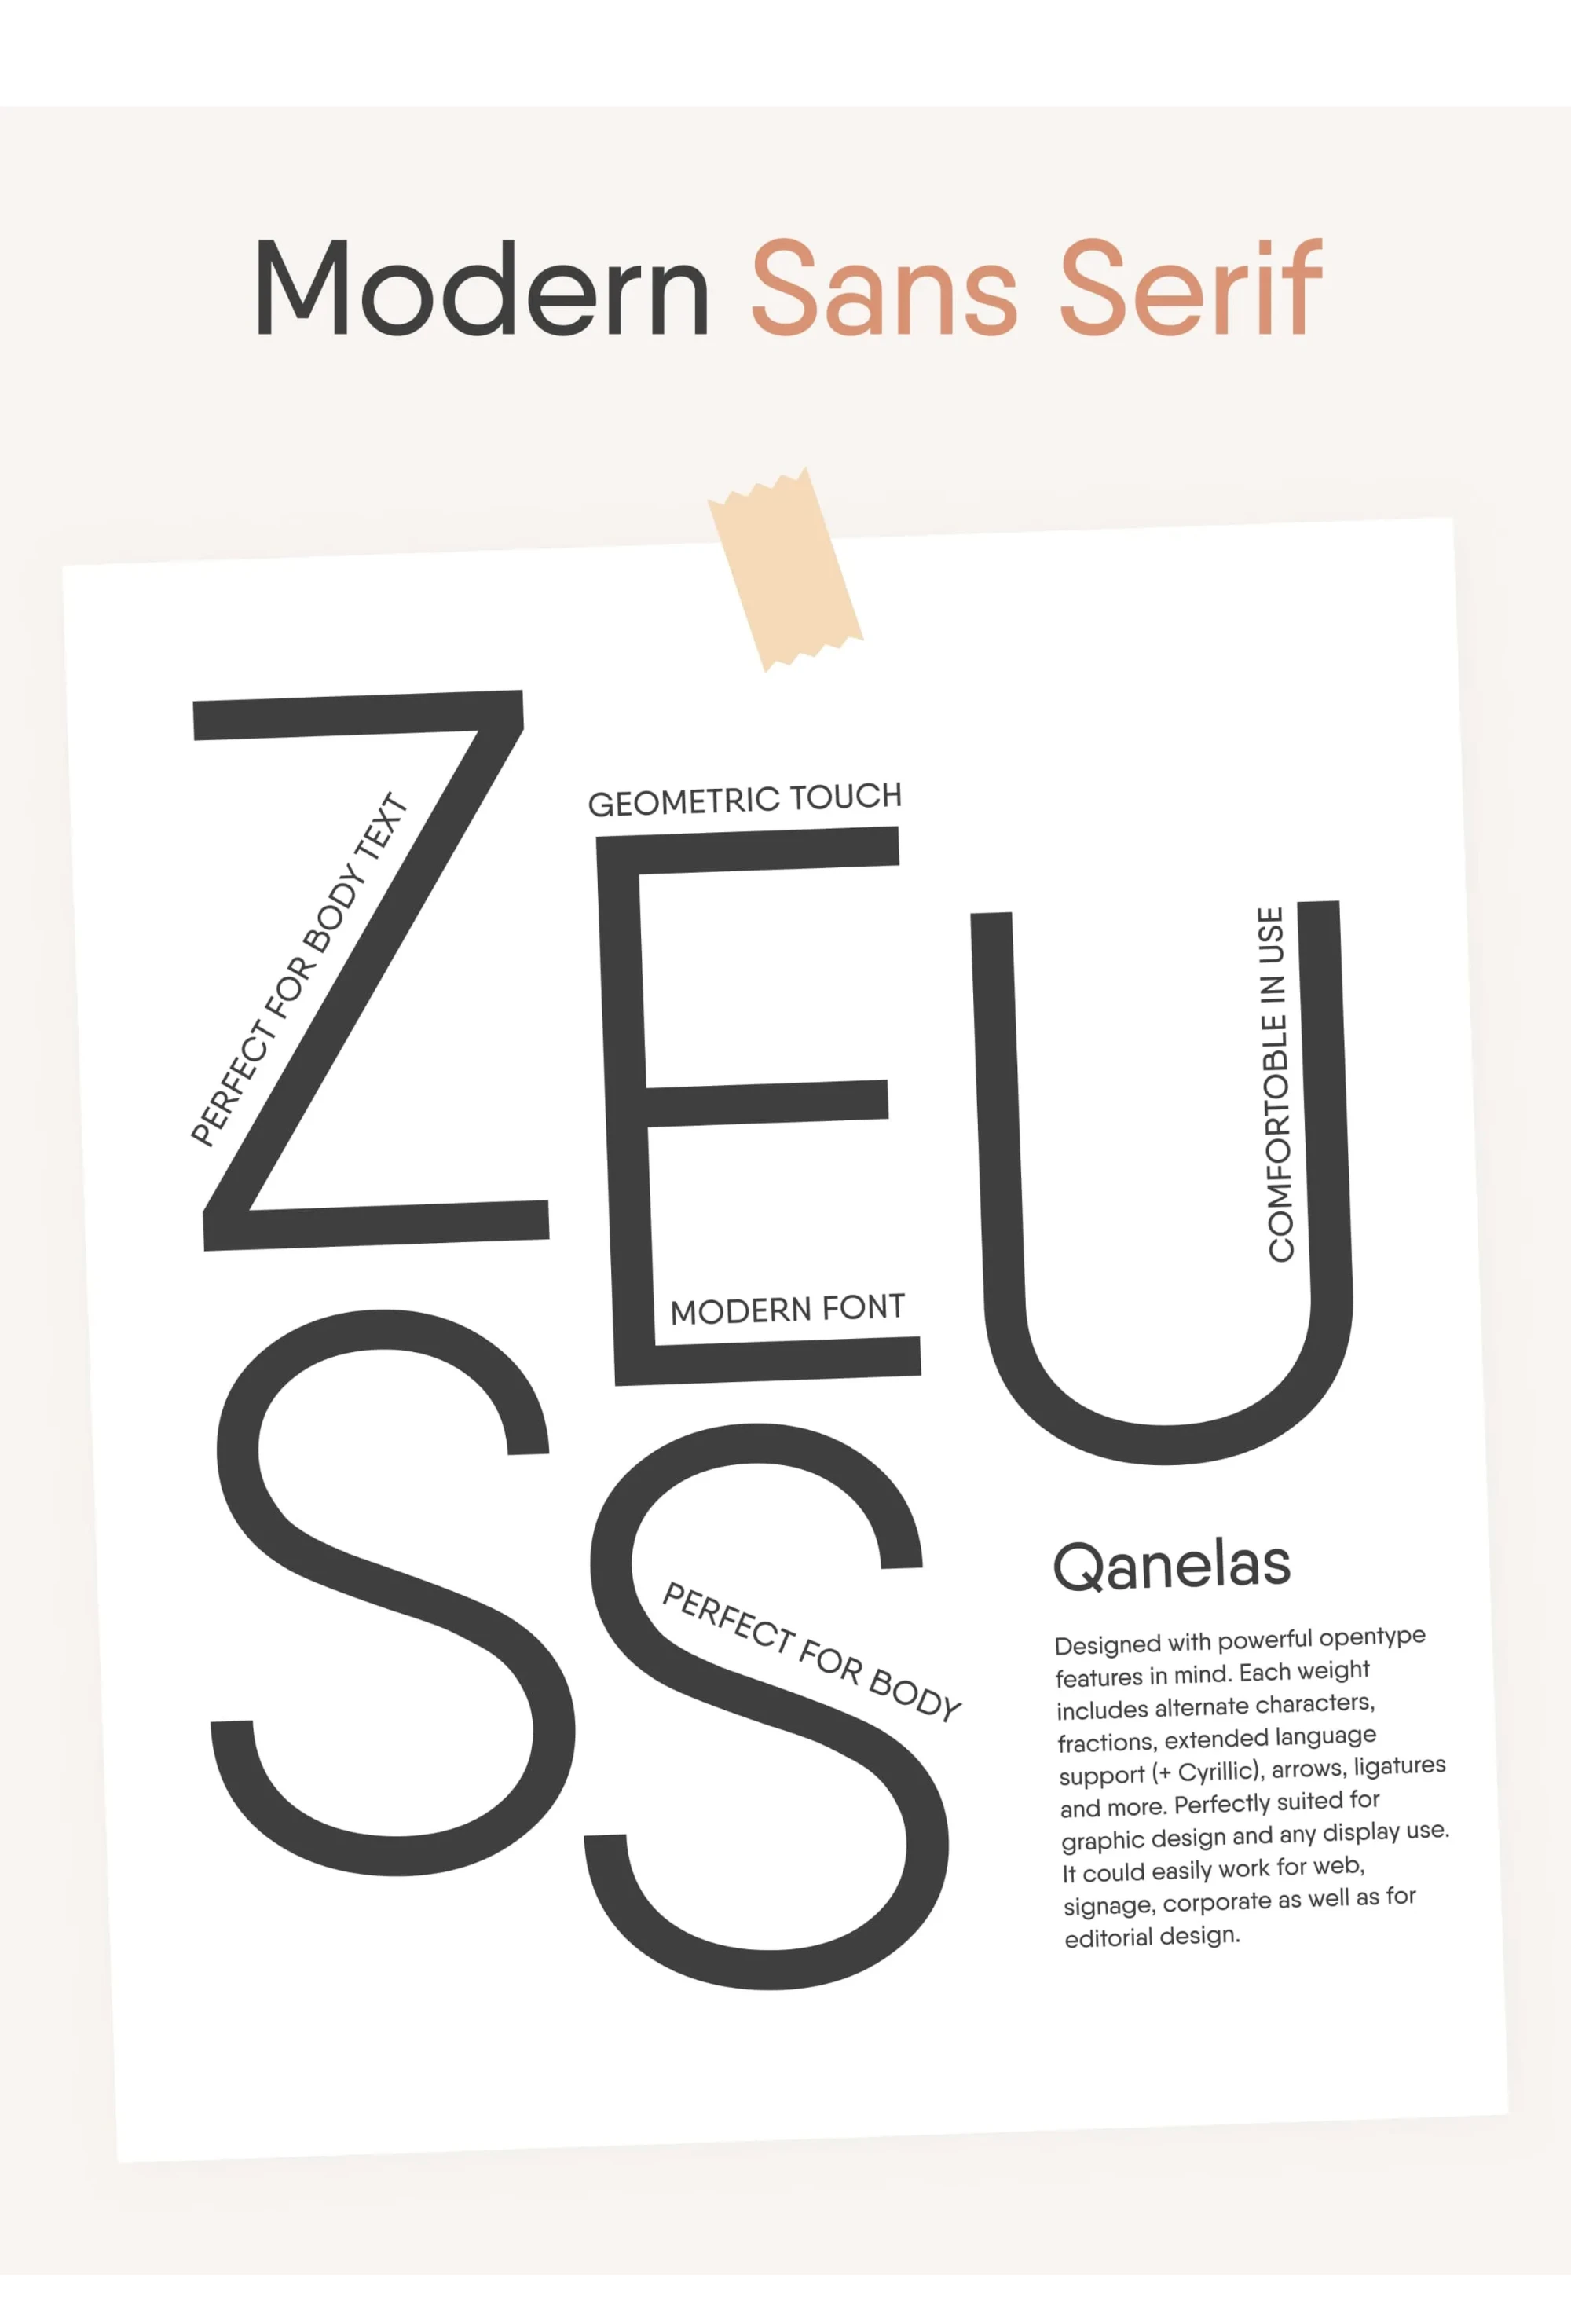 Modern Sans Serif
Z
PERFECT FOR BODY TEXT
GEOMETRIC TOUCH
E
MODERN FONT
U
COMFORTOBLE IN USE
S
S
PERFECT FOR BODY
Qanelas
Designed with powerful opentype
features in mind. Each weight
includes alternate characters,
fractions, extended language
support (+ Cyrillic), arrows, ligatures
and more. Perfectly suited for
graphic design and any display use.
It could easily work for web,
signage, corporate as well as for
editorial design.